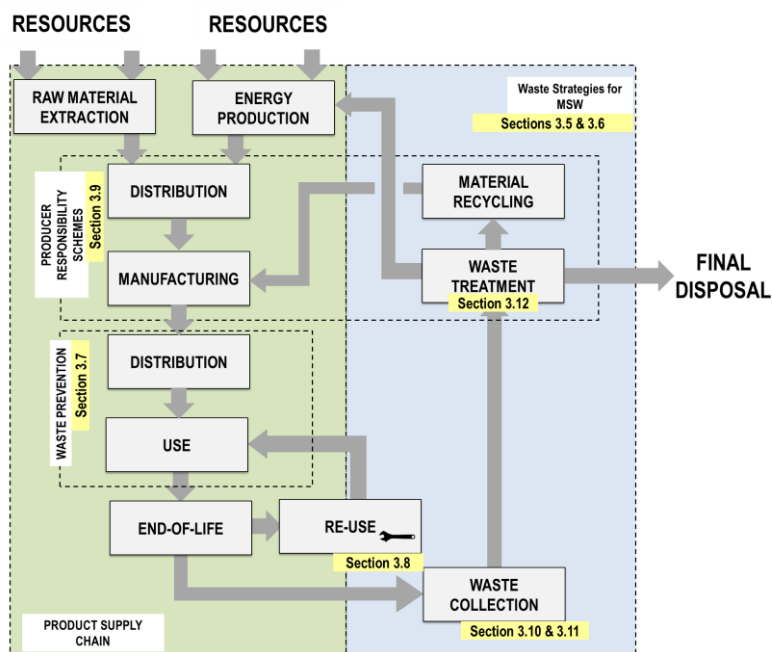 RESOURCES
RESOURCES
RAW MATERIAL
EXTRACTION
ENERGY
PRODUCTION
Waste Strategies for
MSW
Sections 3.5 & 3.6
PRODUCER
RESPONSIBILITY
SCHEMES
Section 3.9
DISTRIBUTION
MATERIAL
RECYCLING
MANUFACTURING
WASTE
TREATMENT
Section 3.12
FINAL
DISPOSAL
WASTE PREVENTION
Section 3.7
DISTRIBUTION
USE
END-OF-LIFE
RE-USE
Section 3.8
WASTE
COLLECTION
Section 3.10 & 3.11
PRODUCT SUPPLY
CHAIN